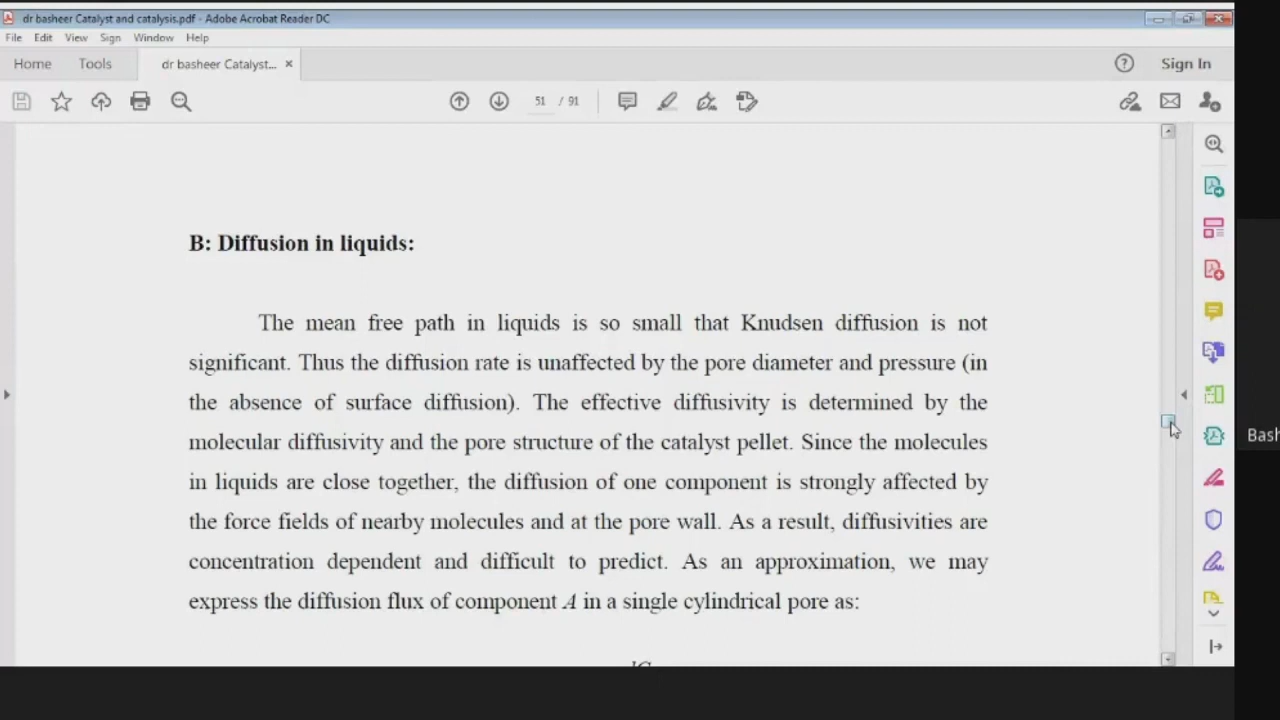 dr basheer Catalyst and catalysis.pdf - Adobe Acrobat Reader DC
File Edit View Sign Window Help
Home Tools dr basheer Catalyst... × Sign In
51 / 91
B: Diffusion in liquids:
The mean free path in liquids is so small that Knudsen diffusion is not
significant. Thus the diffusion rate is unaffected by the pore diameter and pressure (in
the absence of surface diffusion). The effective diffusivity is determined by the
molecular diffusivity and the pore structure of the catalyst pellet. Since the molecules
in liquids are close together, the diffusion of one component is strongly affected by
the force fields of nearby molecules and at the pore wall. As a result, diffusivities are
concentration dependent and difficult to predict. As an approximation, we may
express the diffusion flux of component A in a single cylindrical pore as:
Bash